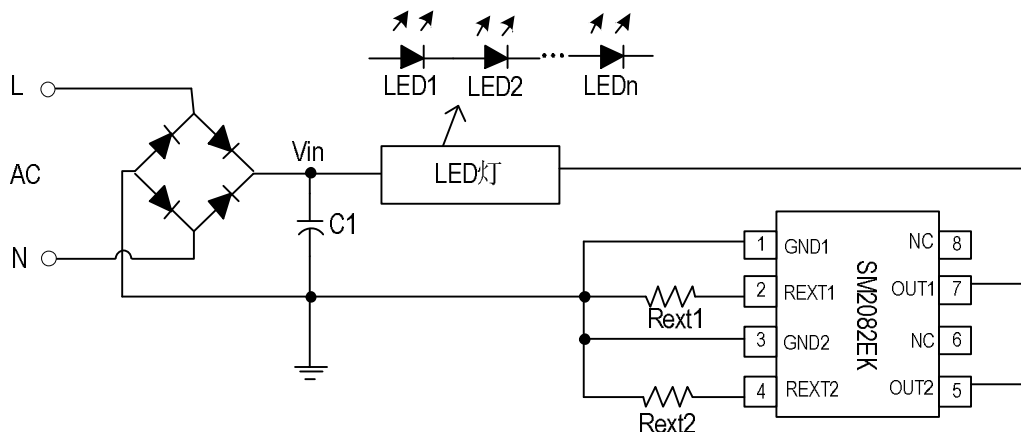 LED1 LED2 LEDn
L
AC
N
Vin
C1
LED灯
1 GND1 NC 8
2 REXT1 OUT1 7
3 GND2 NC 6
4 REXT2 OUT2 5
SM2082EK
Rext1
Rext2